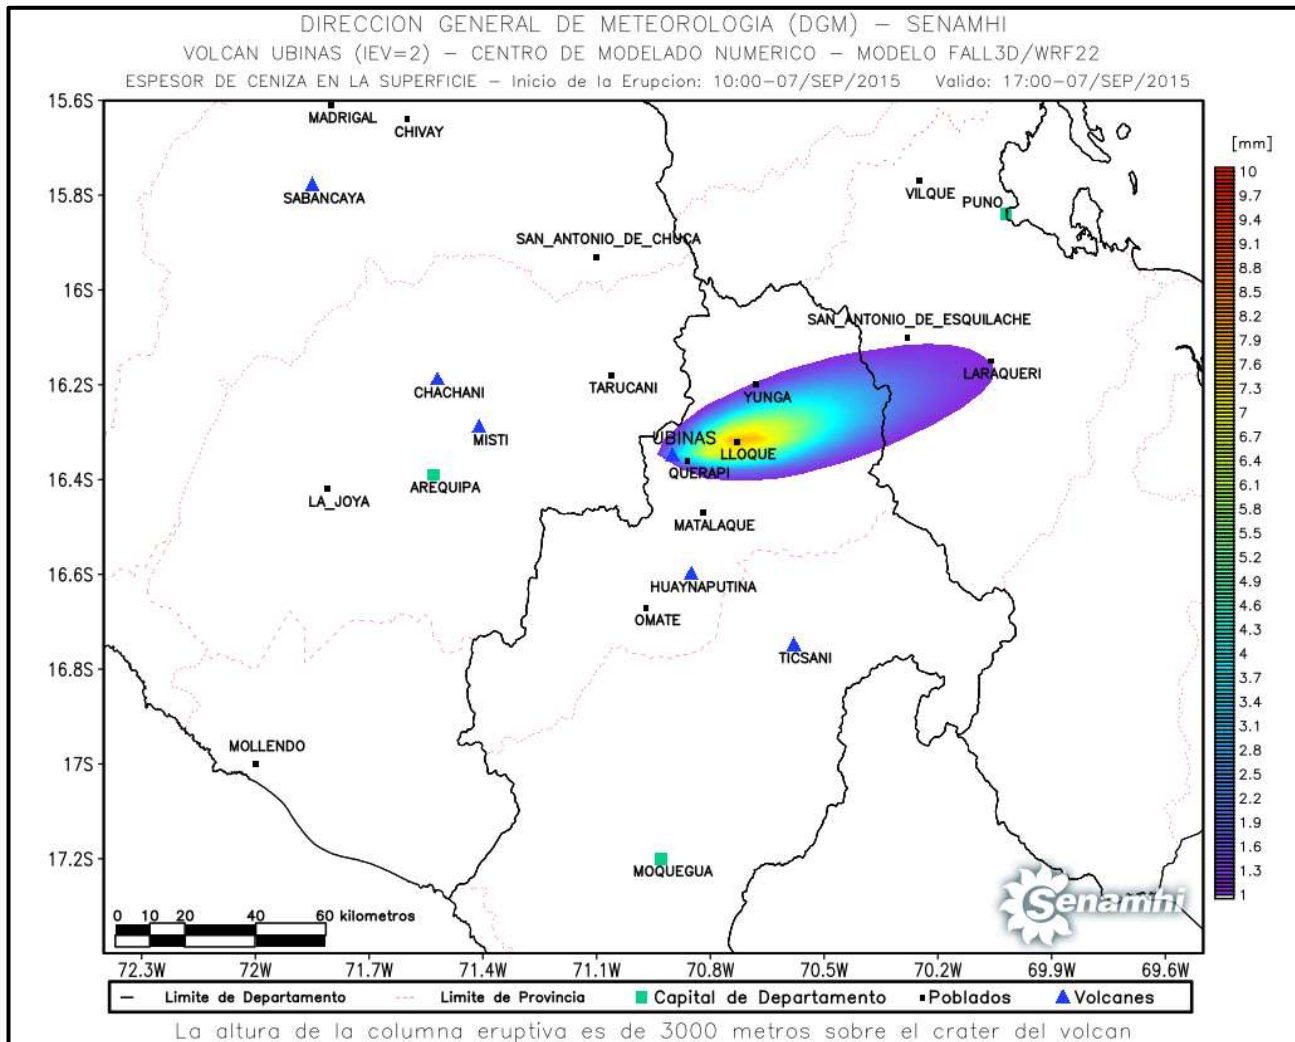 DIRECCION GENERAL DE METEOROLOGIA (DGM) – SENAMHI
VOLCAN UBINAS (IEV=2) – CENTRO DE MODELADO NUMERICO – MODELO FALL3D/WRF22
ESPESOR DE CENIZA EN LA SUPERFICIE – Inicio de la Erupcion: 10:00–07/SEP/2015 Valido: 17:00–07/SEP/2015
15.6S
MADRIGAL
CHIVAY
[mm]
10
9.7
9.4
9.1
8.8
8.5
8.2
7.9
7.6
7.3
7
6.7
6.4
6.1
5.8
5.5
5.2
4.9
4.6
4.3
4
3.7
3.4
3.1
2.8
2.5
2.2
1.9
1.6
1.3
1
15.8S
SABANCAYA
VILQUE
PUNO
SAN_ANTONIO_DE_CHUCA
16S
SAN_ANTONIO_DE_ESQUILACHE
16.2S
CHACHANI
TARUCANI
YUNGA
LARAQUERI
MISTI
UBINAS
LLOQUE
QUERAPI
16.4S
AREQUIPA
LA_JOYA
MATALAQUE
16.6S
HUAYNAPUTINA
OMATE
TICSANI
16.8S
MOLLENDO
17S
17.2S
MOQUEGUA
Senamhi
0 10 20 40 60 kilometros
72.3W 72W 71.7W 71.4W 71.1W 70.8W 70.5W 70.2W 69.9W 69.6W
Limite de Departamento Limite de Provincia Capital de Departamento Poblados Volcanes
La altura de la columna eruptiva es de 3000 metros sobre el crater del volcan